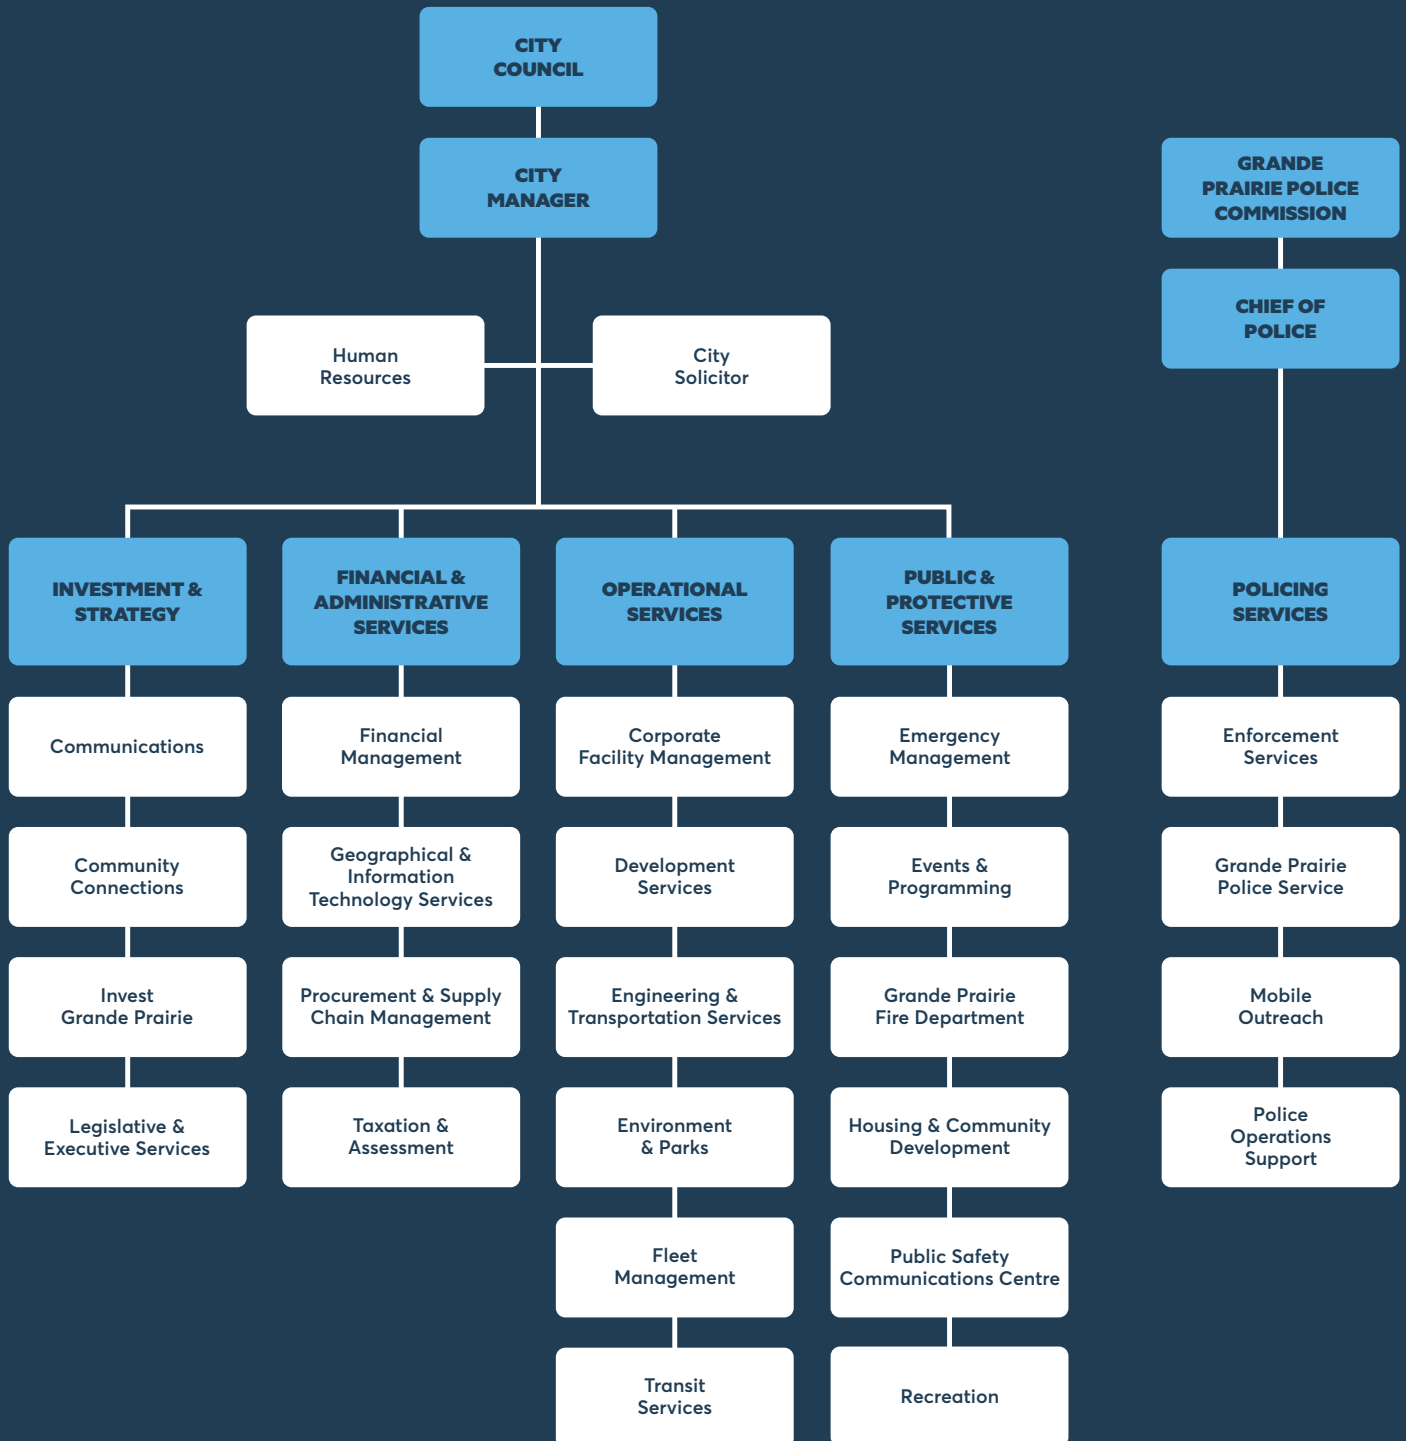 CITY
COUNCIL
CITY
MANAGER
GRANDE
PRAIRIE POLICE
COMMISSION
CHIEF OF
POLICE
Human
Resources
City
Solicitor
INVESTMENT &
STRATEGY
Communications
Community
Connections
Invest
Grande Prairie
Legislative &
Executive Services
FINANCIAL &
ADMINISTRATIVE
SERVICES
Financial
Management
Geographical &
Information
Technology Services
Procurement & Supply
Chain Management
Taxation &
Assessment
OPERATIONAL
SERVICES
Corporate
Facility Management
Development
Services
Engineering &
Transportation Services
Environment
& Parks
Fleet
Management
Transit
Services
PUBLIC &
PROTECTIVE
SERVICES
Emergency
Management
Events &
Programming
Grande Prairie
Fire Department
Housing & Community
Development
Public Safety
Communications Centre
Recreation
POLICING
SERVICES
Enforcement
Services
Grande Prairie
Police Service
Mobile
Outreach
Police
Operations
Support